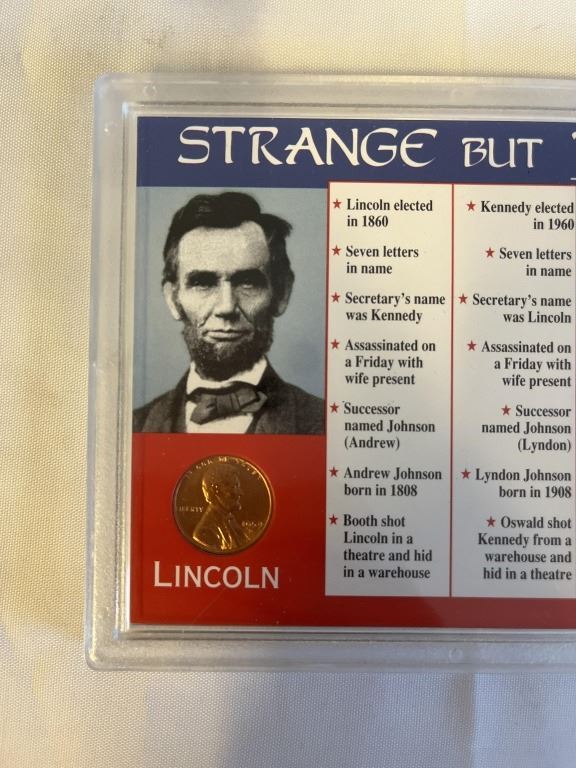 STRANGE BUT
★ Lincoln elected
in 1860
★ Seven letters
in name
★ Secretary's name
was Kennedy
★ Assassinated on
a Friday with
wife present
★ Successor
named Johnson
(Andrew)
★ Andrew Johnson
born in 1808
★ Booth shot
Lincoln in a
theatre and hid
in a warehouse
★ Kennedy elected
in 1960
★ Seven letters
in name
★ Secretary's name
was Lincoln
★ Assassinated on
a Friday with
wife present
★ Successor
named Johnson
(Lyndon)
★ Lyndon Johnson
born in 1908
★ Oswald shot
Kennedy from a
warehouse and
hid in a theatre
LIBERTY
LINCOLN